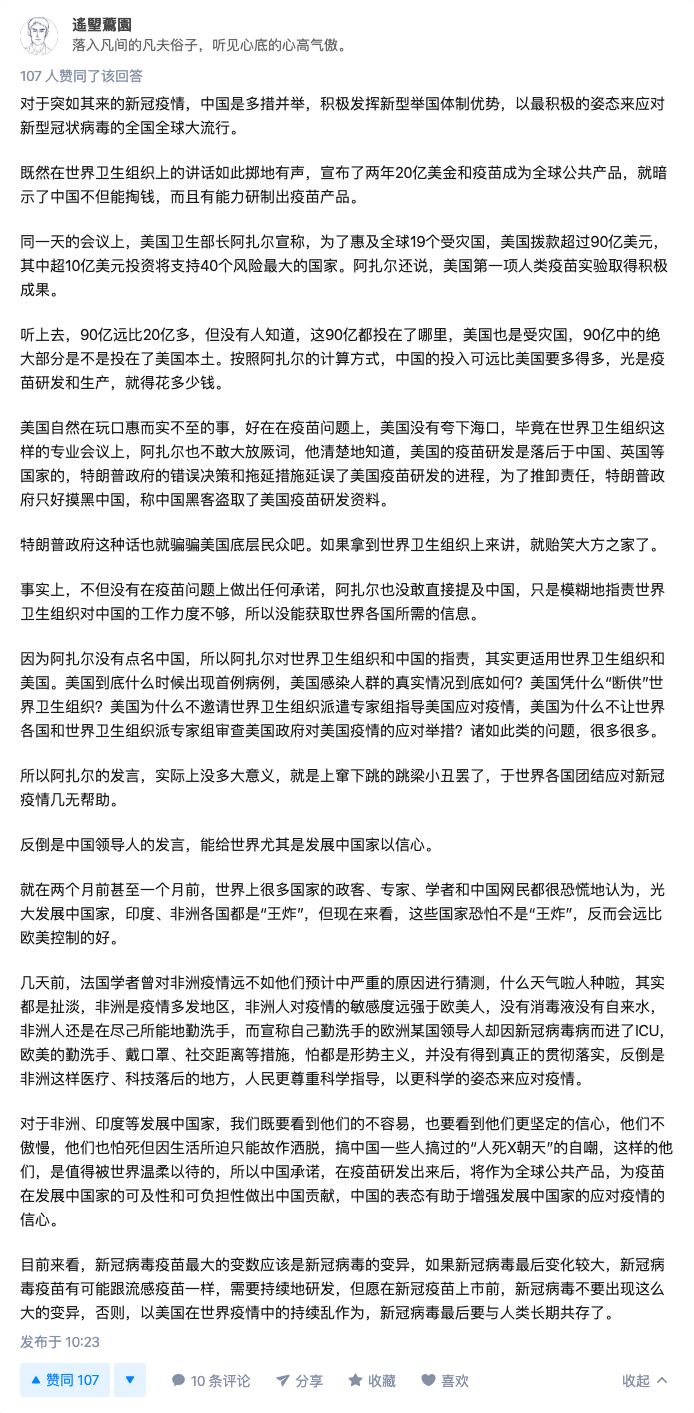 遙朢藼園
落入凡间的凡夫俗子，听见心底的心高气傲。
107 人赞同了该回答
对于突如其来的新冠疫情，中国是多措并举，积极发挥新型举国体制优势，以最积极的姿态来应对
新型冠状病毒的全国全球大流行。
既然在世界卫生组织上的讲话如此掷地有声，宣布了两年20亿美金和疫苗成为全球公共产品，就暗
示了中国不但能掏钱，而且有能力研制出疫苗产品。
同一天的会议上，美国卫生部长阿扎尔宣称，为了惠及全球19个受灾国，美国拨款超过90亿美元，
其中超10亿美元投资将支持40个风险最大的国家。阿扎尔还说，美国第一项人类疫苗实验取得积极
成果。
听上去，90亿远比20亿多，但没有人知道，这90亿都投在了哪里，美国也是受灾国，90亿中的绝
大部分是不是投在了美国本土。按照阿扎尔的计算方式，中国的投入可远比美国要多得多，光是疫
苗研发和生产，就得花多少钱。
美国自然在玩口惠而实不至的事，好在在疫苗问题上，美国没有夸下海口，毕竟在世界卫生组织这
样的专业会议上，阿扎尔也不敢大放厥词，他清楚地知道，美国的疫苗研发是落后于中国、英国等
国家的，特朗普政府的错误决策和拖延措施延误了美国疫苗研发的进程，为了推卸责任，特朗普政
府只好摸黑中国，称中国黑客盗取了美国疫苗研发资料。
特朗普政府这种话也就骗骗美国底层民众吧。如果拿到世界卫生组织上来讲，就贻笑大方之家了。
事实上，不但没有在疫苗问题上做出任何承诺，阿扎尔也没敢直接提及中国，只是模糊地指责世界
卫生组织对中国的工作力度不够，所以没能获取世界各国所需的信息。
因为阿扎尔没有点名中国，所以阿扎尔对世界卫生组织和中国的指责，其实更适用世界卫生组织和
美国。美国到底什么时候出现首例病例，美国感染人群的真实情况到底如何？美国凭什么“断供”世
界卫生组织？美国为什么不邀请世界卫生组织派遣专家组指导美国应对疫情，美国为什么不让世界
各国和世界卫生组织派专家组审查美国政府对美国疫情的应对举措？诸如此类的问题，很多很多。
所以阿扎尔的发言，实际上没多大意义，就是上窜下跳的跳梁小丑罢了，于世界各国团结应对新冠
疫情几无帮助。
反倒是中国领导人的发言，能给世界尤其是发展中国家以信心。
就在两个月前甚至一个月前，世界上很多国家的政客、专家、学者和中国网民都很恐慌地认为，光
大发展中国家，印度、非洲各国都是“王炸”，但现在来看，这些国家恐怕不是“王炸”，反而会远比
欧美控制的好。
几天前，法国学者曾对非洲疫情远不如他们预计中严重的原因进行猜测，什么天气啦人种啦，其实
都是扯淡，非洲是疫情多发地区，非洲人对疫情的敏感度远强于欧美人，没有消毒液没有自来水，
非洲人还是在尽己所能地勤洗手，而宣称自己勤洗手的欧洲某国领导人却因新冠病毒病而进了ICU，
欧美的勤洗手、戴口罩、社交距离等措施，怕都是形势主义，并没有得到真正的贯彻落实，反倒是
非洲这样医疗、科技落后的地方，人民更尊重科学指导，以更科学的姿态来应对疫情。
对于非洲、印度等发展中国家，我们既要看到他们的不容易，也要看到他们更坚定的信心，他们不
傲慢，他们也怕死但因生活所迫只能故作洒脱，搞中国一些人搞过的“人死X朝天”的自嘲，这样的他
们，是值得被世界温柔以待的，所以中国承诺，在疫苗研发出来后，将作为全球公共产品，为疫苗
在发展中国家的可及性和可负担性做出中国贡献，中国的表态有助于增强发展中国家的应对疫情的
信心。
目前来看，新冠病毒疫苗最大的变数应该是新冠病毒的变异，如果新冠病毒最后变化较大，新冠病
毒疫苗有可能跟流感疫苗一样，需要持续地研发，但愿在新冠疫苗上市前，新冠病毒不要出现这么
大的变异，否则，以美国在世界疫情中的持续乱作为，新冠病毒最后要与人类长期共存了。
发布于 10:23
赞同 107 10 条评论 分享 收藏 喜欢 收起